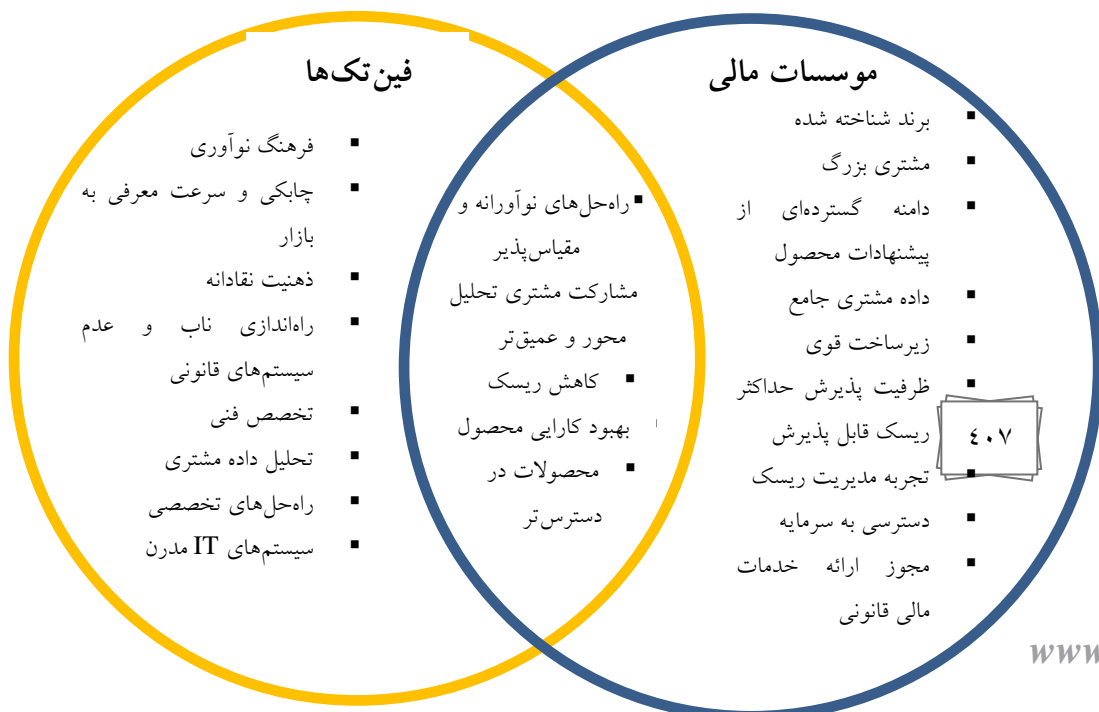 موسسات مالی
برند شناخته شده
مشتری بزرگ
دامنه گسترده‌ای از
پیشنهادات محصول
داده مشتری جامع
زیرساخت قوی
ظرفیت پذیرش حداکثر
ریسک قابل پذیرش
تجربه مدیریت ریسک
دسترسی به سرمایه
مجوز ارائه خدمات
مالی قانونی
راه‌حل‌های نوآورانه و
مقیاس‌پذیر
مشارکت مشتری تحلیل
محور و عمیق‌تر
کاهش ریسک
بهبود کارایی محصول
محصولات در
دسترس‌تر
فین‌تک‌ها
فرهنگ نوآوری
چابکی و سرعت معرفی به
بازار
ذهنیت نقادانه
راه‌اندازی ناب و عدم
سیستم‌های قانونی
تخصص فنی
تحلیل داده مشتری
راه‌حل‌های تخصصی
سیستم‌های IT مدرن
٤٠٧
www